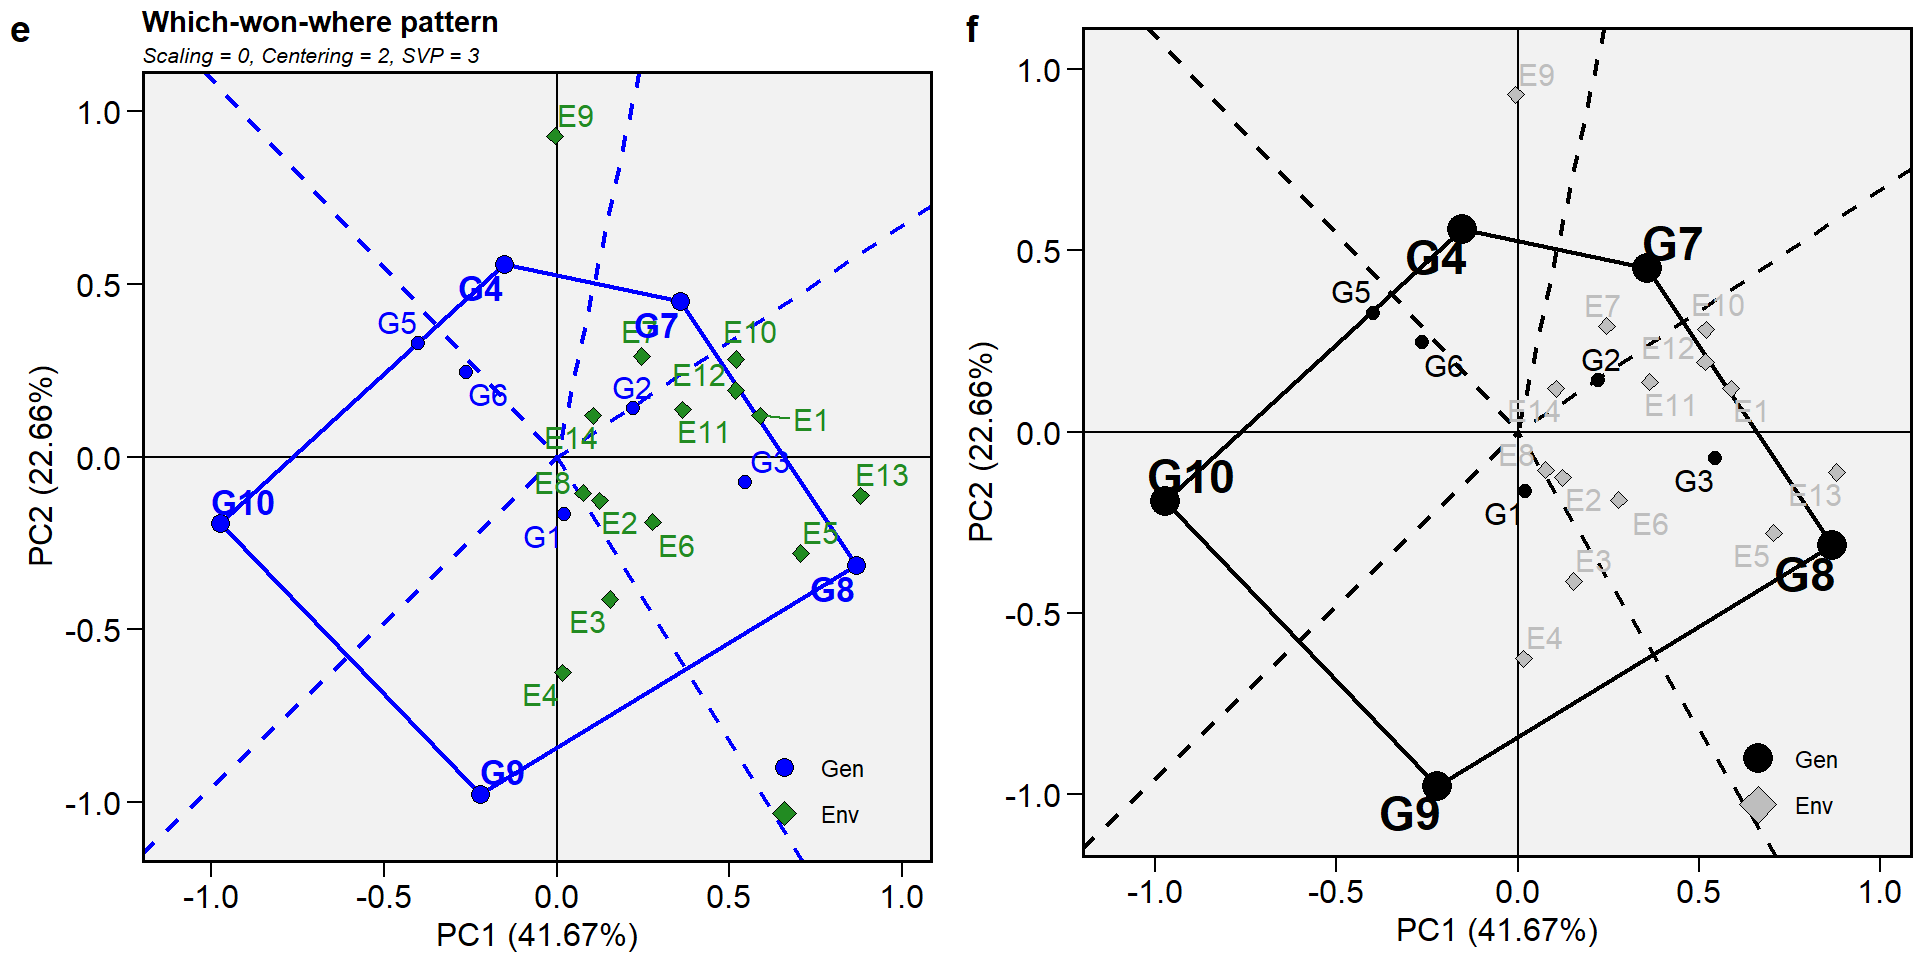 e
Which-won-where pattern
Scaling = 0, Centering = 2, SVP = 3
1.0
0.5
0.0
-0.5
-1.0
PC2 (22.66%)
E9
G4
G5
G6
G7
E7
E10
E12
G2
E11
E1
E14
G3
E13
E8
G10
E2
G1
E6
E5
G8
E3
E4
G9
Gen
Env
-1.0
-0.5
0.0
0.5
1.0
PC1 (41.67%)
f
1.0
0.5
0.0
-0.5
-1.0
PC2 (22.66%)
E9
G4
G7
G5
E7
E10
G6
G2
E12
E14
E11
E1
E8
G10
G3
E13
G1
E2
E6
E5
E3
G8
E4
G9
Gen
Env
-1.0
-0.5
0.0
0.5
1.0
PC1 (41.67%)